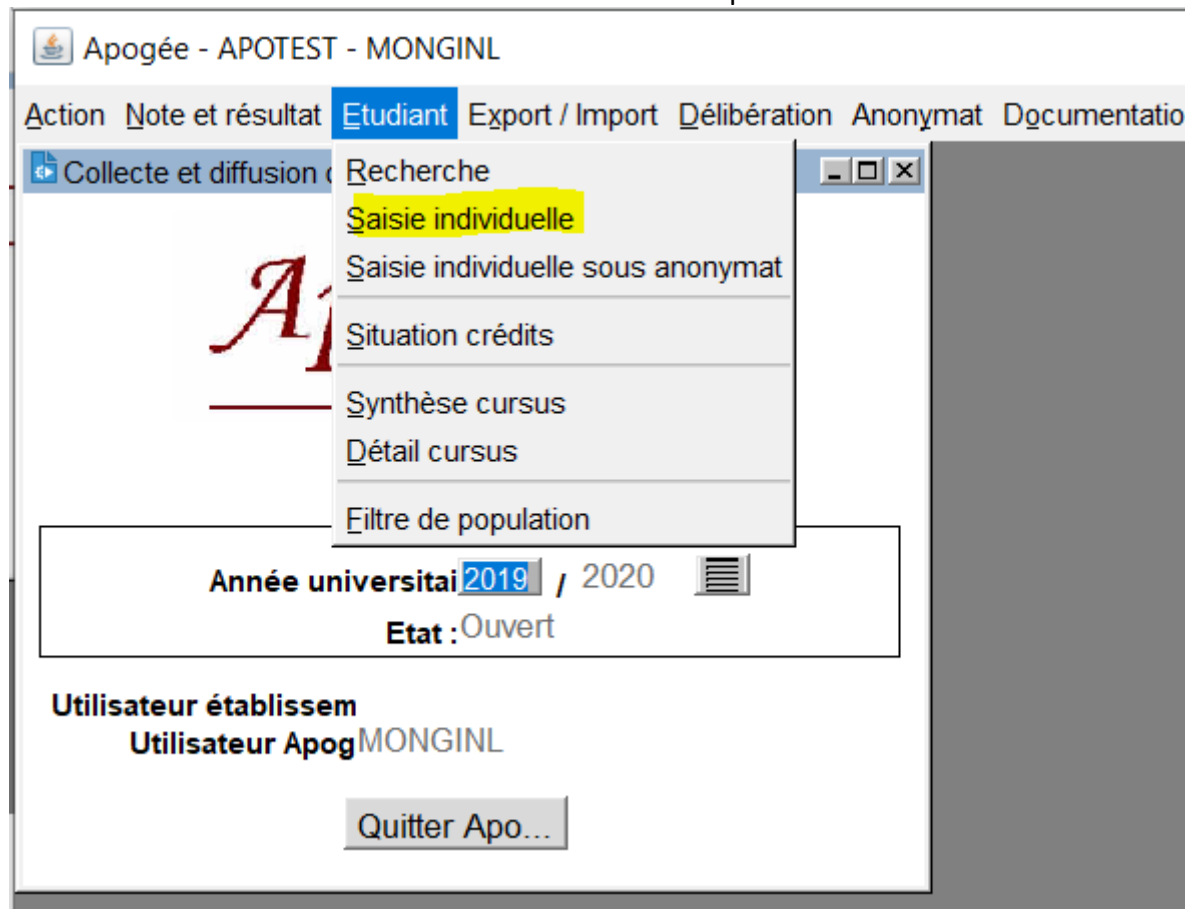 Apogée - APOTEST - MONGINL
Action Note et résultat Etudiant Export / Import Délibération Anonymat Documentatio
Collecte et diffusion
Recherche
Saisie individuelle
Saisie individuelle sous anonymat
Situation crédits
Synthèse cursus
Détail cursus
Filtre de population
Ap
Année universitai 2019 / 2020
Etat : Ouvert
Utilisateur établissem
Utilisateur Apog MONGINL
Quitter Apo...